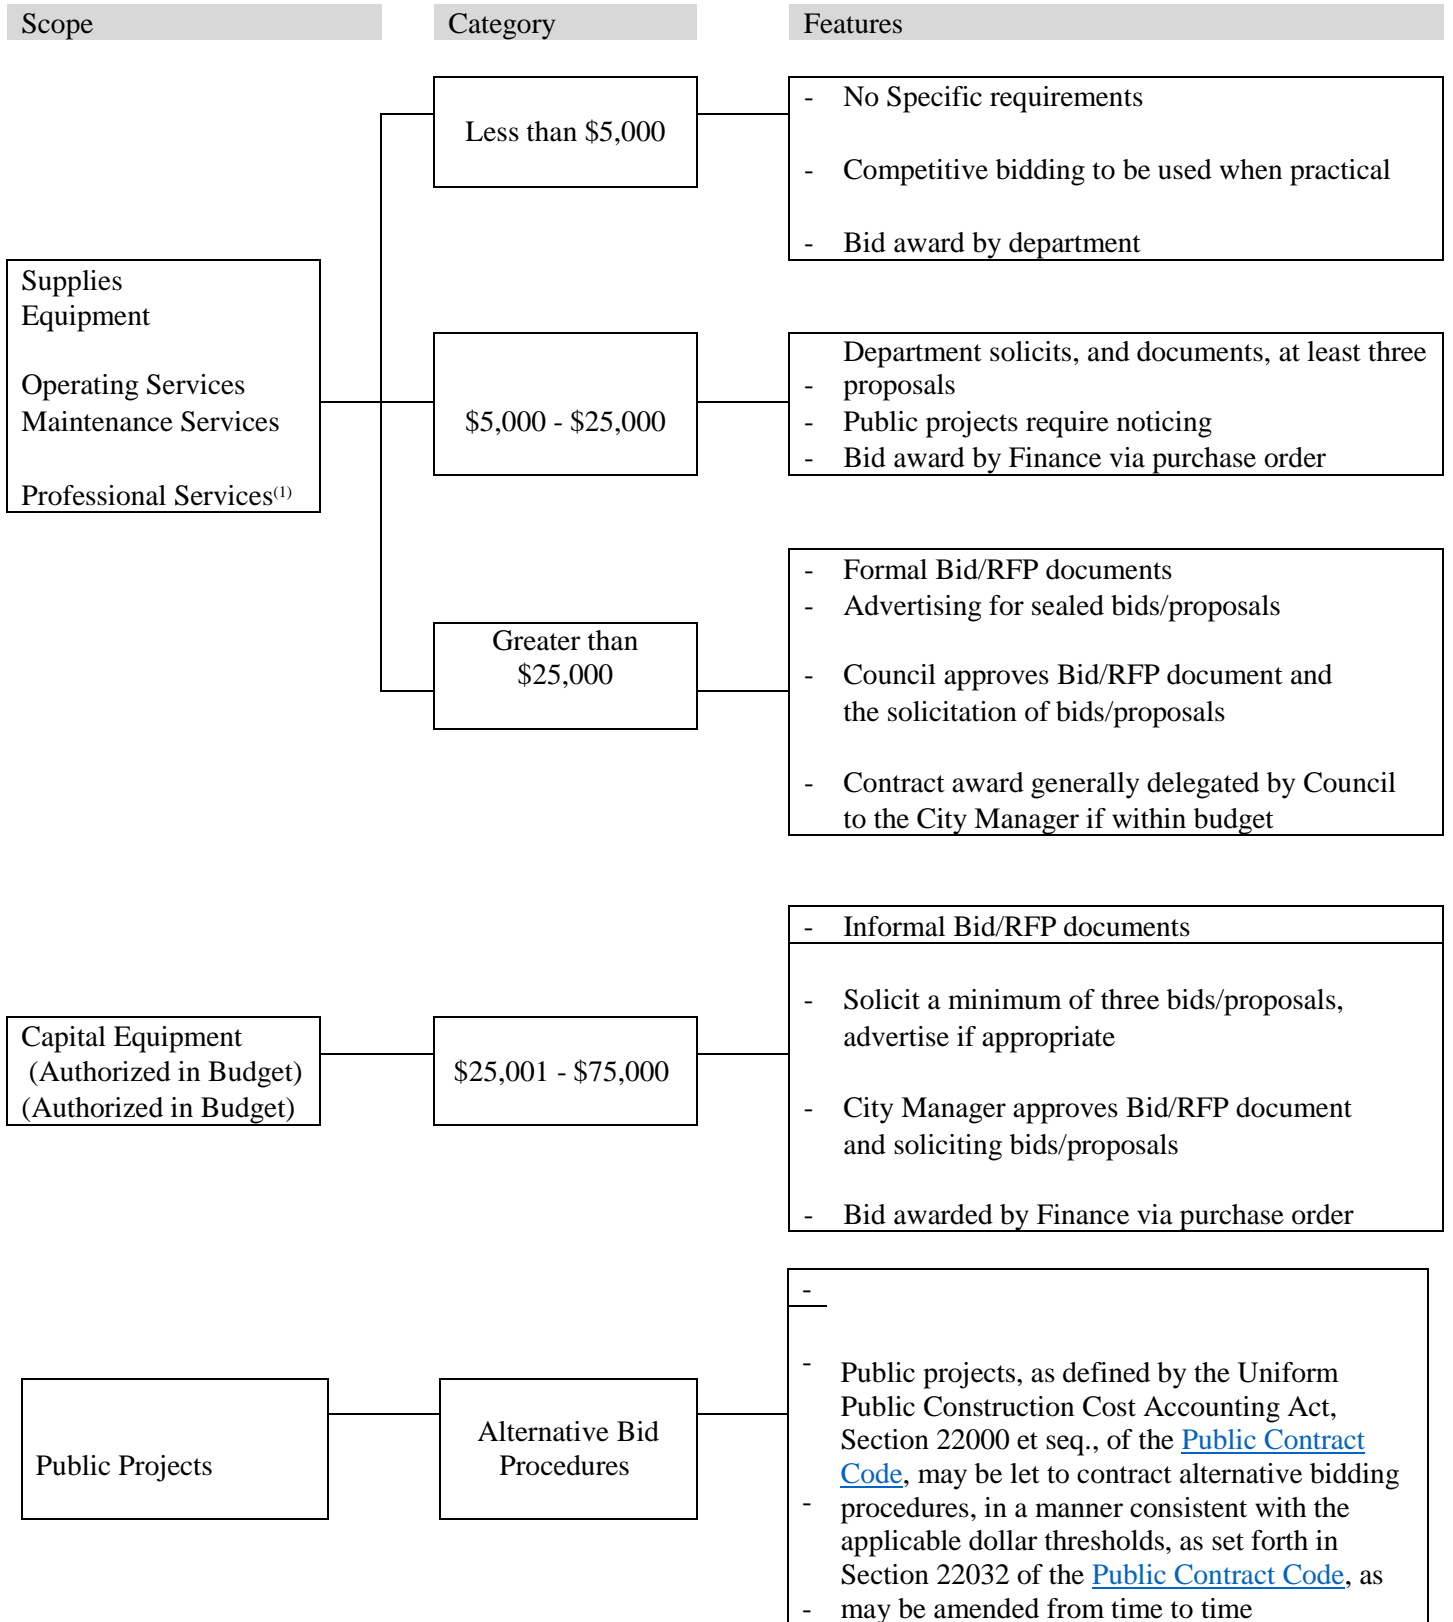 Scope
Category
Features
Less than $5,000
- No Specific requirements
- Competitive bidding to be used when practical
- Bid award by department
Supplies
Equipment
Operating Services
Maintenance Services
Professional Services(1)
$5,000 - $25,000
Department solicits, and documents, at least three
- proposals
- Public projects require noticing
- Bid award by Finance via purchase order
Greater than
$25,000
- Formal Bid/RFP documents
- Advertising for sealed bids/proposals
- Council approves Bid/RFP document and
the solicitation of bids/proposals
- Contract award generally delegated by Council
to the City Manager if within budget
Capital Equipment
(Authorized in Budget)
(Authorized in Budget)
$25,001 - $75,000
- Informal Bid/RFP documents
- Solicit a minimum of three bids/proposals,
advertise if appropriate
- City Manager approves Bid/RFP document
and soliciting bids/proposals
- Bid awarded by Finance via purchase order
Public Projects
Alternative Bid
Procedures
-
- Public projects, as defined by the Uniform
Public Construction Cost Accounting Act,
Section 22000 et seq., of the Public Contract
Code, may be let to contract alternative bidding
- procedures, in a manner consistent with the
applicable dollar thresholds, as set forth in
Section 22032 of the Public Contract Code, as
- may be amended from time to time